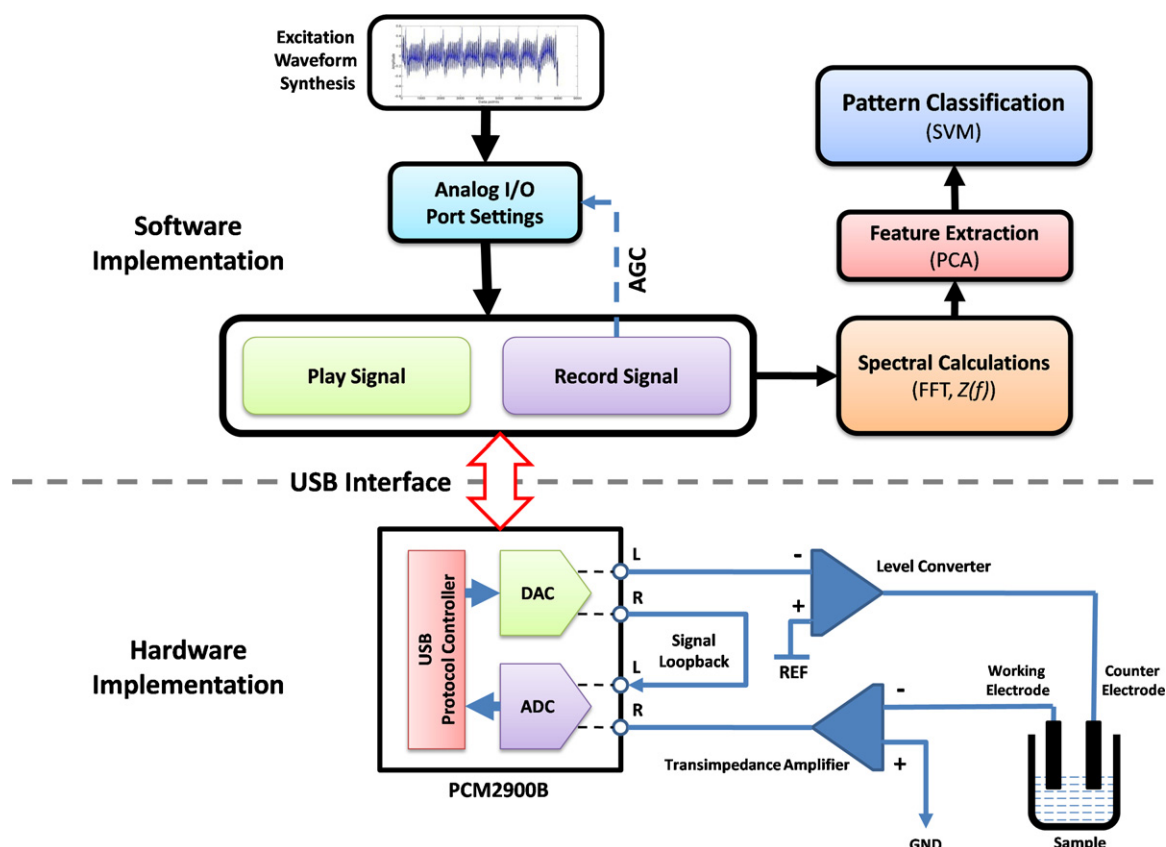 Excitation
Waveform
Synthesis
Pattern Classification
(SVM)
Analog I/O
Port Settings
Software
Implementation
AGC
Feature Extraction
(PCA)
Play Signal
Record Signal
Spectral Calculations
(FFT, Z(f))
USB Interface
L
-
Level Converter
DAC
R
+
USB
Protocol Controller
Signal
Loopback
REF
Hardware
Implementation
L
Working
Electrode
Counter
Electrode
ADC
R
-
Transimpedance Amplifier
+
PCM2900B
GND
Sample